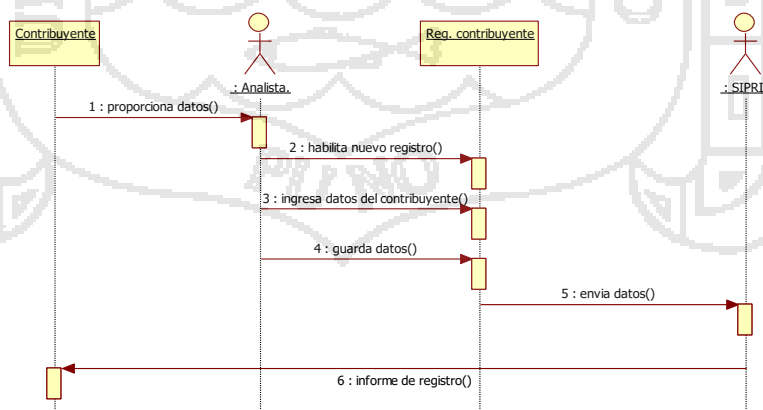 Contribuyente
: Analista.
Reg. contribuyente
: SIPRI
1 : proporciona datos()
2 : habilita nuevo registro()
3 : ingresa datos del contribuyente()
4 : guarda datos()
5 : envia datos()
6 : informe de registro()
PUNO